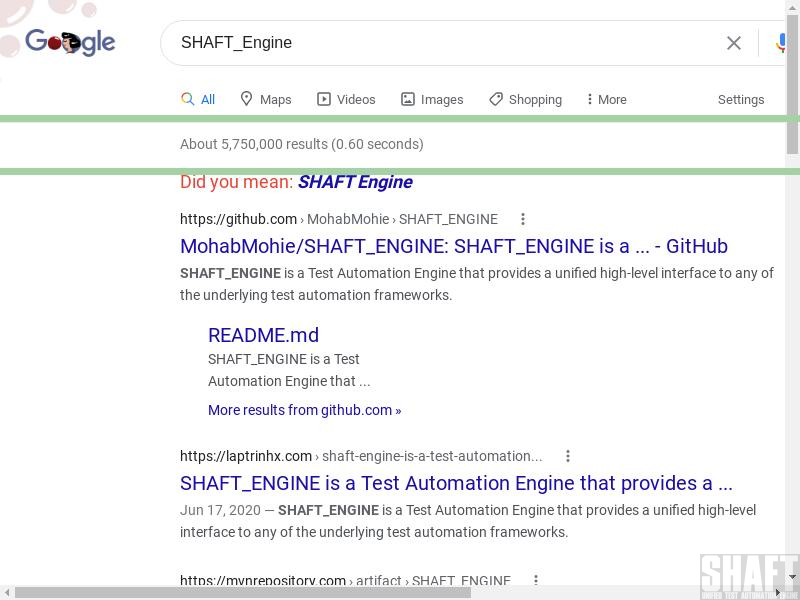 Google
SHAFT_Engine
All Maps Videos Images Shopping More Settings
About 5,750,000 results (0.60 seconds)
Did you mean: SHAFT Engine
https://github.com › MohabMohie › SHAFT_ENGINE
MohabMohie/SHAFT_ENGINE: SHAFT_ENGINE is a ... - GitHub
SHAFT_ENGINE is a Test Automation Engine that provides a unified high-level interface to any of
the underlying test automation frameworks.
README.md
SHAFT_ENGINE is a Test
Automation Engine that ...
More results from github.com »
https://laptrinhx.com › shaft-engine-is-a-test-automation...
SHAFT_ENGINE is a Test Automation Engine that provides a ...
Jun 17, 2020 — SHAFT_ENGINE is a Test Automation Engine that provides a unified high-level
interface to any of the underlying test automation frameworks.
https://mvnrepository.com › artifact › SHAFT_ENGINE
SHAFT
UNIFIED TEST AUTOMATION ENGINE